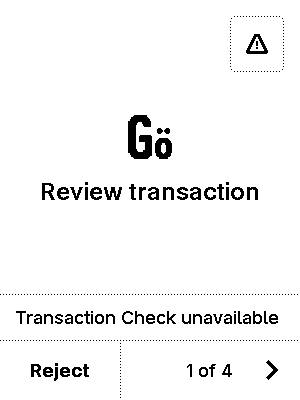 Gö
Review transaction
Transaction Check unavailable
Reject
1 of 4